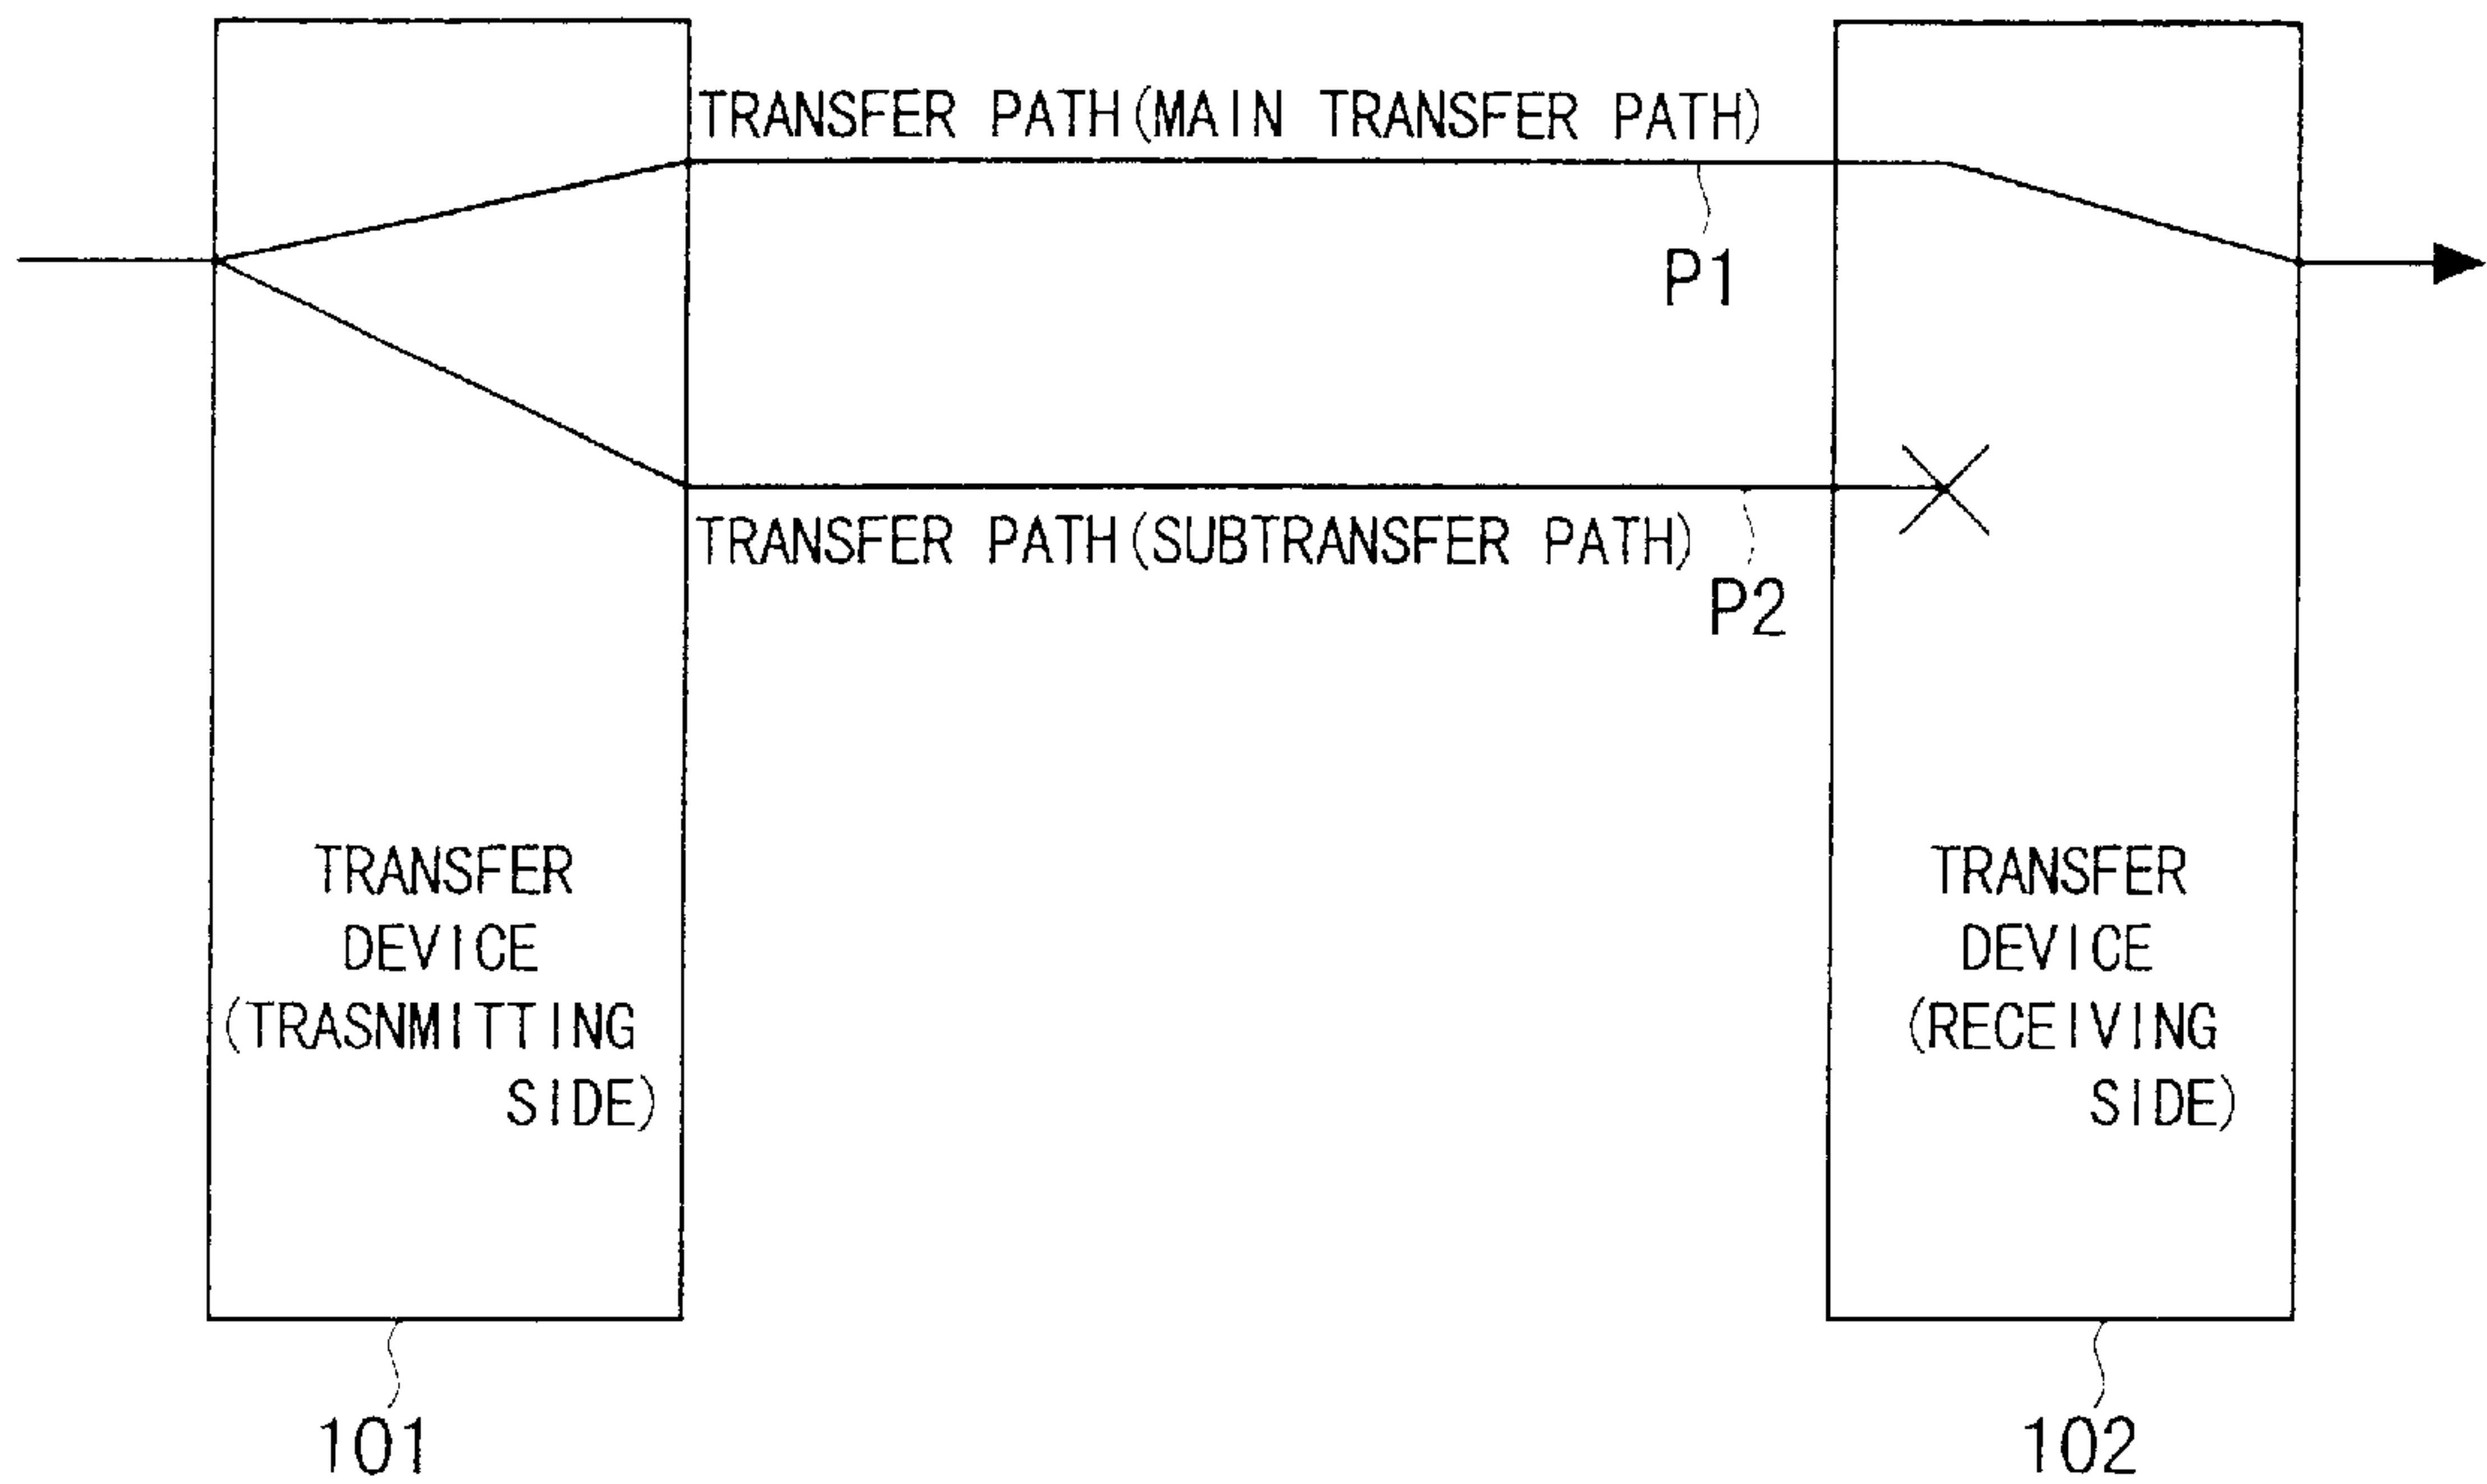 TRANSFER PATH(MAIN TRANSFER PATH)
P1
TRANSFER PATH(SUBTRANSFER PATH)
P2
TRANSFER
DEVICE
(TRASNMITTING
SIDE)
TRANSFER
DEVICE
(RECEIVING
SIDE)
101
102